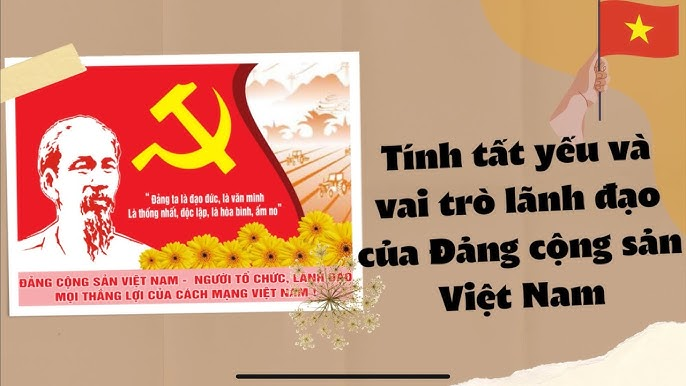 "Đảng ta là đạo đức, là văn minh
Là thống nhất, độc lập, là hòa bình, ấm no"
ĐẢNG CỘNG SẢN VIỆT NAM - NGƯỜI TỔ CHỨC, LÃNH ĐẠO
MỌI THẮNG LỢI CỦA CÁCH MẠNG VIỆT NAM !
Tính tất yếu và
vai trò lãnh đạo
của Đảng cộng sản
Việt Nam